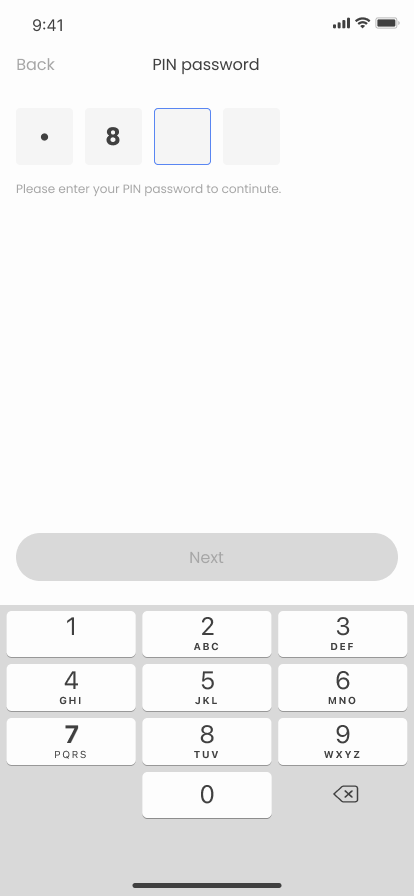 9:41
Back PIN password
• 8
Please enter your PIN password to continue.
Next
1 2 3
ABC DEF
4 5 6
GHI JKL MNO
7 8 9
PQRS TUV WXYZ
0